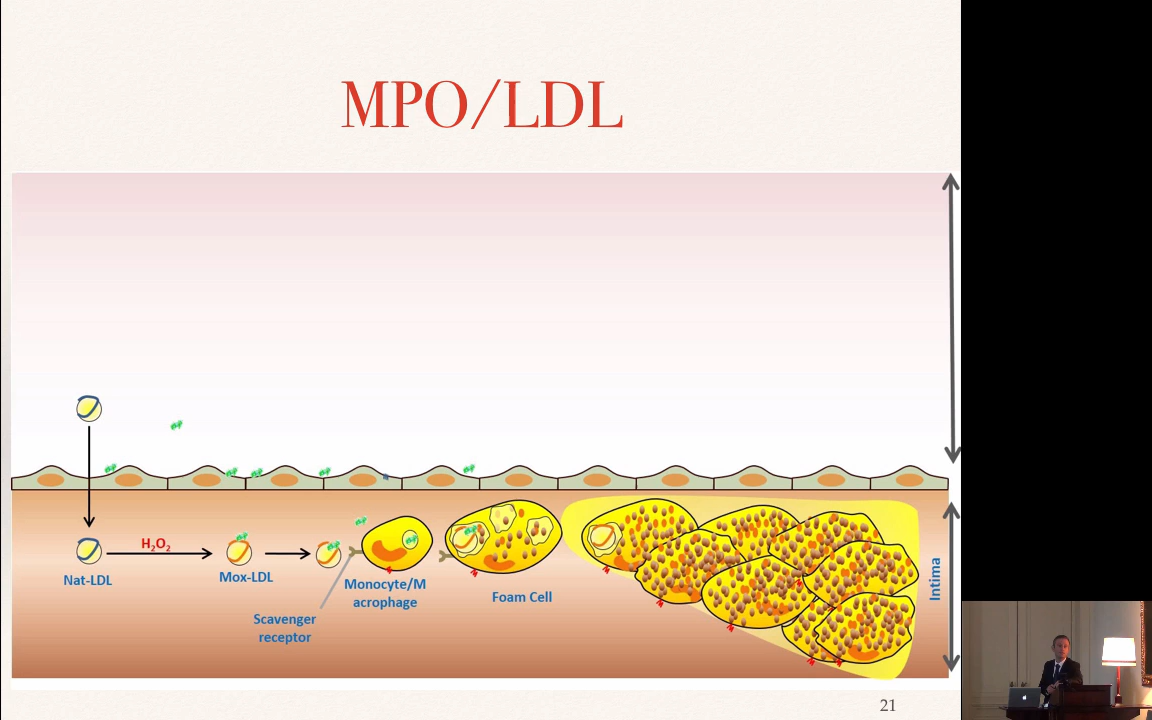 MPO/LDL
H₂O₂
Nat-LDL
Mox-LDL
Monocyte/M
acrophage
Foam Cell
Scavenger
receptor
Intima
21